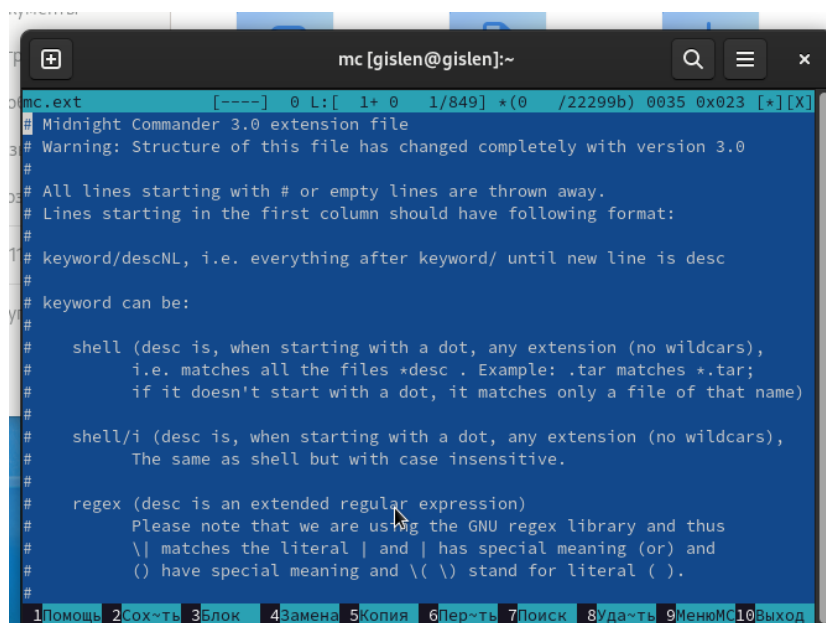 mc [gislen@gislen]:~
mc.ext [----] 0 L:[ 1+ 0 1/849] *(0 /22299b) 0035 0x023 [*][X]
# Midnight Commander 3.0 extension file
# Warning: Structure of this file has changed completely with version 3.0
#
# All lines starting with # or empty lines are thrown away.
# Lines starting in the first column should have following format:
#
# keyword/descNL, i.e. everything after keyword/ until new line is desc
#
# keyword can be:
#
#    shell (desc is, when starting with a dot, any extension (no wildcars),
#          i.e. matches all the files *desc . Example: .tar matches *.tar;
#          if it doesn't start with a dot, it matches only a file of that name)
#
#    shell/i (desc is, when starting with a dot, any extension (no wildcars),
#          The same as shell but with case insensitive.
#
#    regex (desc is an extended regular expression)
#          Please note that we are using the GNU regex library and thus
#          \| matches the literal | and | has special meaning (or) and
#          () have special meaning and \( \) stand for literal ( ).
#
1Помощь 2Сох~ть 3Блок 4Замена 5Копия 6Пер~ть 7Поиск 8Уда~ть 9МенюMC 10Выход